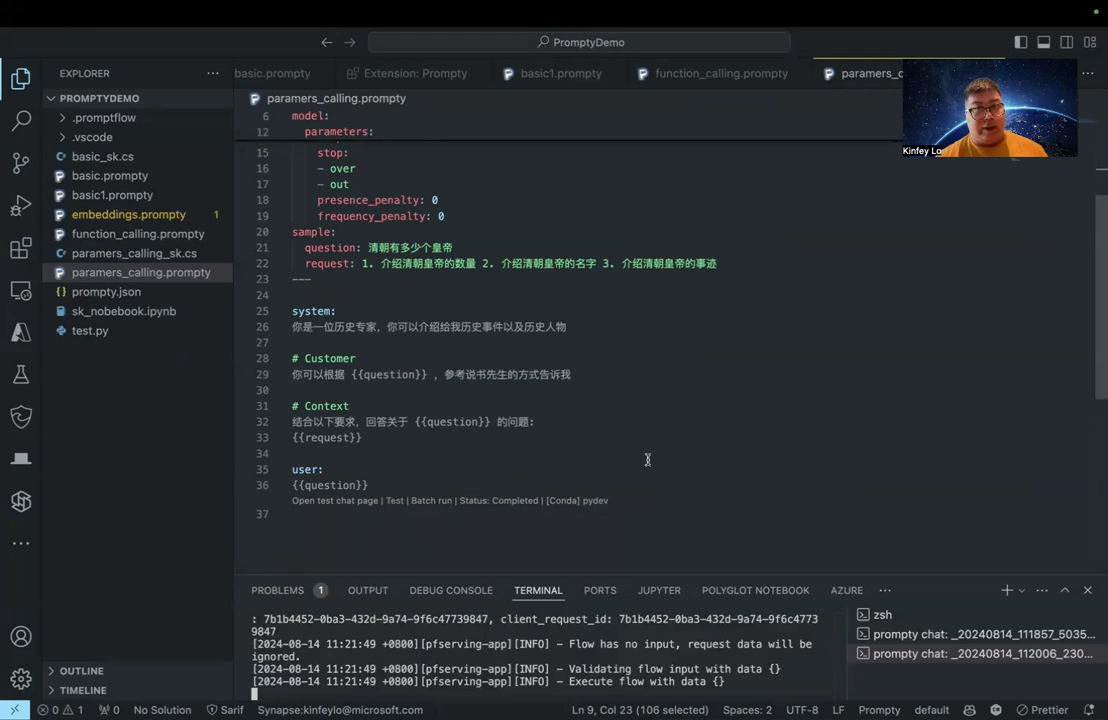 PromptyDemo
EXPLORER
basic.prompty
Extension: Prompty
basic1.prompty
function_calling.prompty
paramers_c
PROMPTYDEMO
.promptflow
.vscode
basic_sk.cs
basic.prompty
basic1.prompty
embeddings.prompty 1
function_calling.prompty
paramers_calling_sk.cs
paramers_calling.prompty
prompty.json
sk_nobebook.ipynb
test.py
OUTLINE
TIMELINE
paramers_calling.prompty
Kinfey Lo
6 model:
12 parameters:
15 stop:
16 - over
17 - out
18 presence_penalty: 0
19 frequency_penalty: 0
20 sample:
21 question: 清朝有多少个皇帝
22 request: 1. 介绍清朝皇帝的数量 2. 介绍清朝皇帝的名字 3. 介绍清朝皇帝的事迹
23 ---
24
25 system:
26 你是一位历史专家，你可以介绍给我历史事件以及历史人物
27
28 # Customer
29 你可以根据 {{question}} ，参考说书先生的方式告诉我
30
31 # Context
32 结合以下要求，回答关于 {{question}} 的问题:
33 {{request}}
34
35 user:
36 {{question}}
Open test chat page | Test | Batch run | Status: Completed | [Conda] pydev
37
PROBLEMS 1 OUTPUT DEBUG CONSOLE TERMINAL PORTS JUPYTER POLYGLOT NOTEBOOK AZURE
: 7b1b4452-0ba3-432d-9a74-9f6c47739847, client_request_id: 7b1b4452-0ba3-432d-9a74-9f6c4773
9847
[2024-08-14 11:21:49 +0800][pfserving-app][INFO] - Flow has no input, request data will be
ignored.
[2024-08-14 11:21:49 +0800][pfserving-app][INFO] - Validating flow input with data {}
[2024-08-14 11:21:49 +0800][pfserving-app][INFO] - Execute flow with data {}
zsh
prompty chat: _20240814_111857_5035...
prompty chat: _20240814_112006_230...
0 1 0 No Solution Sarif Synapse:kinfeylo@microsoft.com Ln 9, Col 23 (106 selected) Spaces: 2 UTF-8 LF Prompty default Prettier